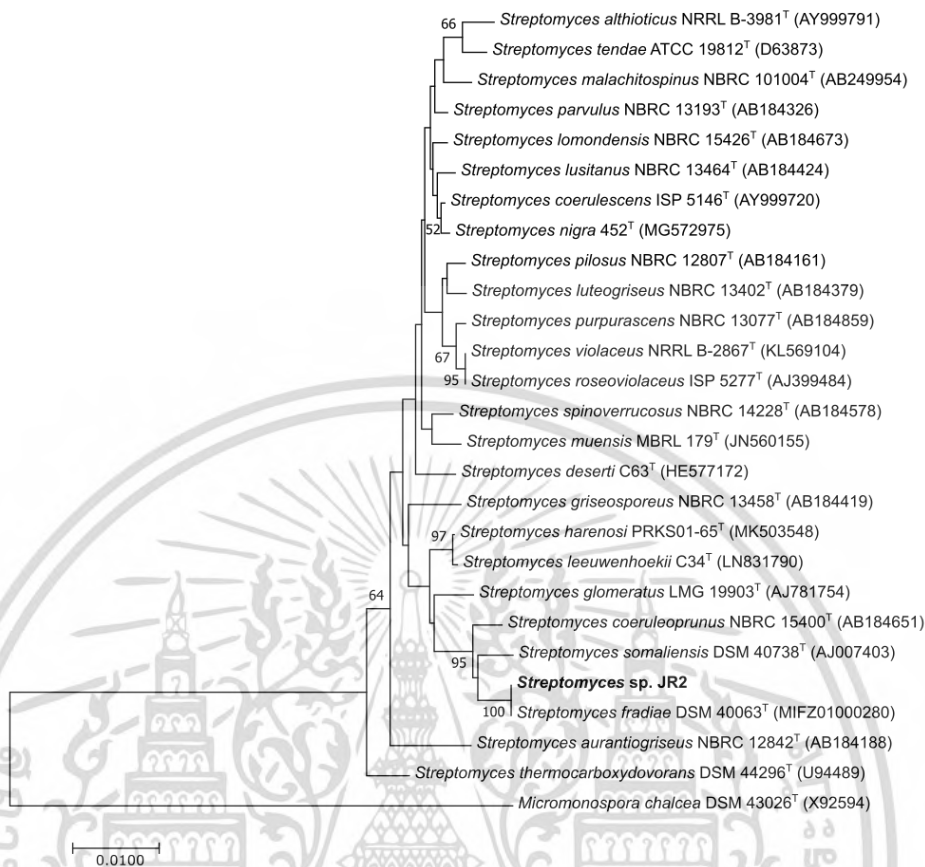 66
Streptomyces althioticus NRRL B-3981ᵀ (AY999791)
Streptomyces tendae ATCC 19812ᵀ (D63873)
Streptomyces malachitospinus NBRC 101004ᵀ (AB249954)
Streptomyces parvulus NBRC 13193ᵀ (AB184326)
Streptomyces lomondensis NBRC 15426ᵀ (AB184673)
Streptomyces lusitanus NBRC 13464ᵀ (AB184424)
Streptomyces coerulescens ISP 5146ᵀ (AY999720)
52
Streptomyces nigra 452ᵀ (MG572975)
Streptomyces pilosus NBRC 12807ᵀ (AB184161)
Streptomyces luteogriseus NBRC 13402ᵀ (AB184379)
Streptomyces purpurascens NBRC 13077ᵀ (AB184859)
67
Streptomyces violaceus NRRL B-2867ᵀ (KL569104)
95
Streptomyces roseoviolaceus ISP 5277ᵀ (AJ399484)
Streptomyces spinoverrucosus NBRC 14228ᵀ (AB184578)
Streptomyces muensis MBRL 179ᵀ (JN560155)
Streptomyces deserti C63ᵀ (HE577172)
Streptomyces griseosporeus NBRC 13458ᵀ (AB184419)
97
Streptomyces harenosi PRKS01-65ᵀ (MK503548)
Streptomyces leeuwenhoekii C34ᵀ (LN831790)
64
Streptomyces glomeratus LMG 19903ᵀ (AJ781754)
Streptomyces coeruleoprunus NBRC 15400ᵀ (AB184651)
95
Streptomyces somaliensis DSM 40738ᵀ (AJ007403)
Streptomyces sp. JR2
100
Streptomyces fradiae DSM 40063ᵀ (MIFZ01000280)
Streptomyces aurantiogriseus NBRC 12842ᵀ (AB184188)
Streptomyces thermocarboxydovorans DSM 44296ᵀ (U94489)
Micromonospora chalcea DSM 43026ᵀ (X92594)
0.0100